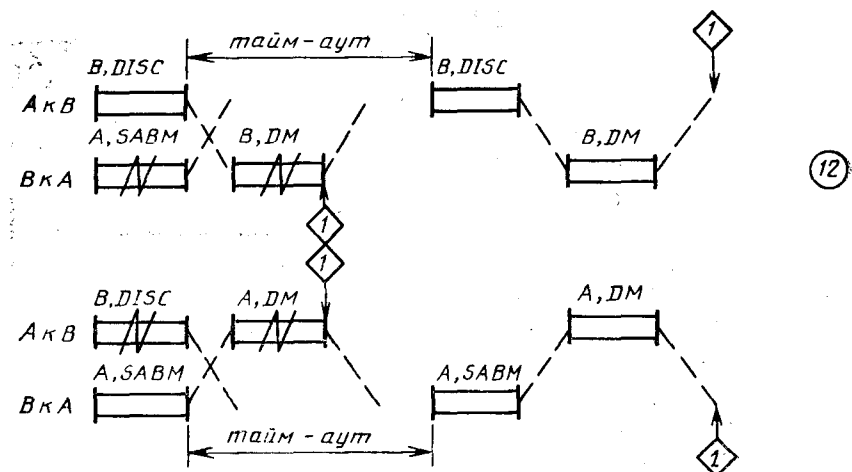 1
тайм-аут
B,DISC B,DISC
А к В
A,SABM B,DM B,DM
В к А
12
1
1
B,DISC A,DM A,DM
А к В
A,SABM A,SABM
В к А
тайм-аут
1